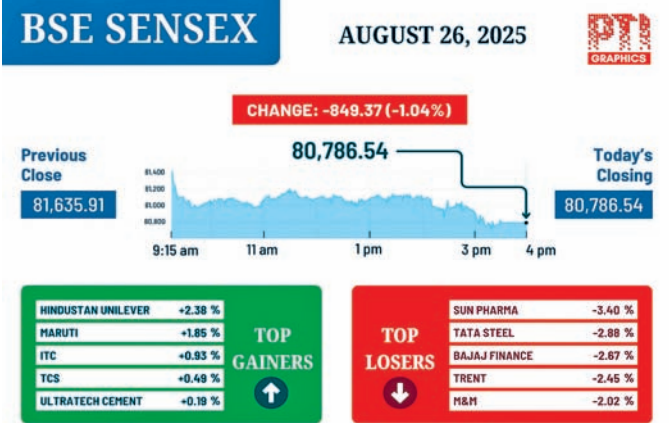 BSE SENSEX
AUGUST 26, 2025
PTI
GRAPHICS
CHANGE: -849.37 (-1.04%)
Previous
Close
81,635.91
80,786.54
Today's
Closing
80,786.54
81,400
81,200
81,000
80,800
9:15 am 11 am 1 pm 3 pm 4 pm
HINDUSTAN UNILEVER +2.38 %
MARUTI +1.85 %
ITC +0.93 %
TCS +0.49 %
ULTRATECH CEMENT +0.19 %
TOP
GAINERS
TOP
LOSERS
SUN PHARMA -3.40 %
TATA STEEL -2.88 %
BAJAJ FINANCE -2.67 %
TRENT -2.45 %
M&M -2.02 %